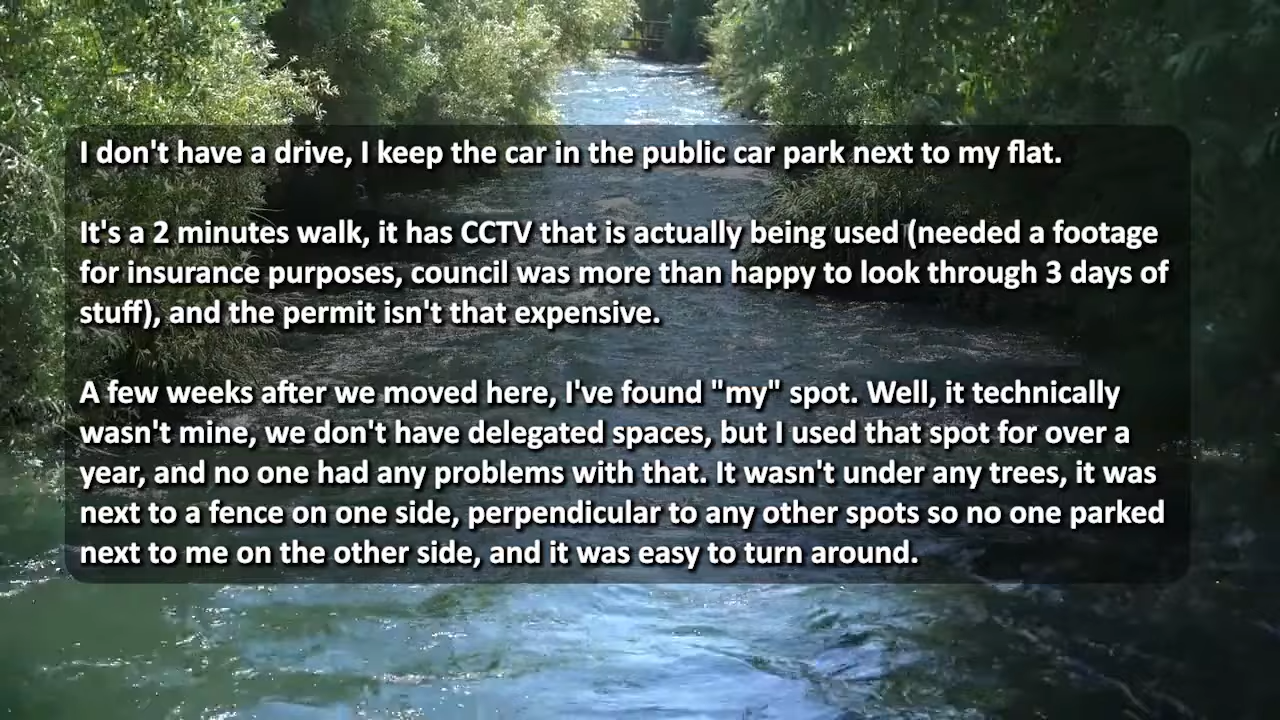 I don't have a drive, I keep the car in the public car park next to my flat.
It's a 2 minutes walk, it has CCTV that is actually being used (needed a footage
for insurance purposes, council was more than happy to look through 3 days of
stuff), and the permit isn't that expensive.
A few weeks after we moved here, I've found "my" spot. Well, it technically
wasn't mine, we don't have delegated spaces, but I used that spot for over a
year, and no one had any problems with that. It wasn't under any trees, it was
next to a fence on one side, perpendicular to any other spots so no one parked
next to me on the other side, and it was easy to turn around.